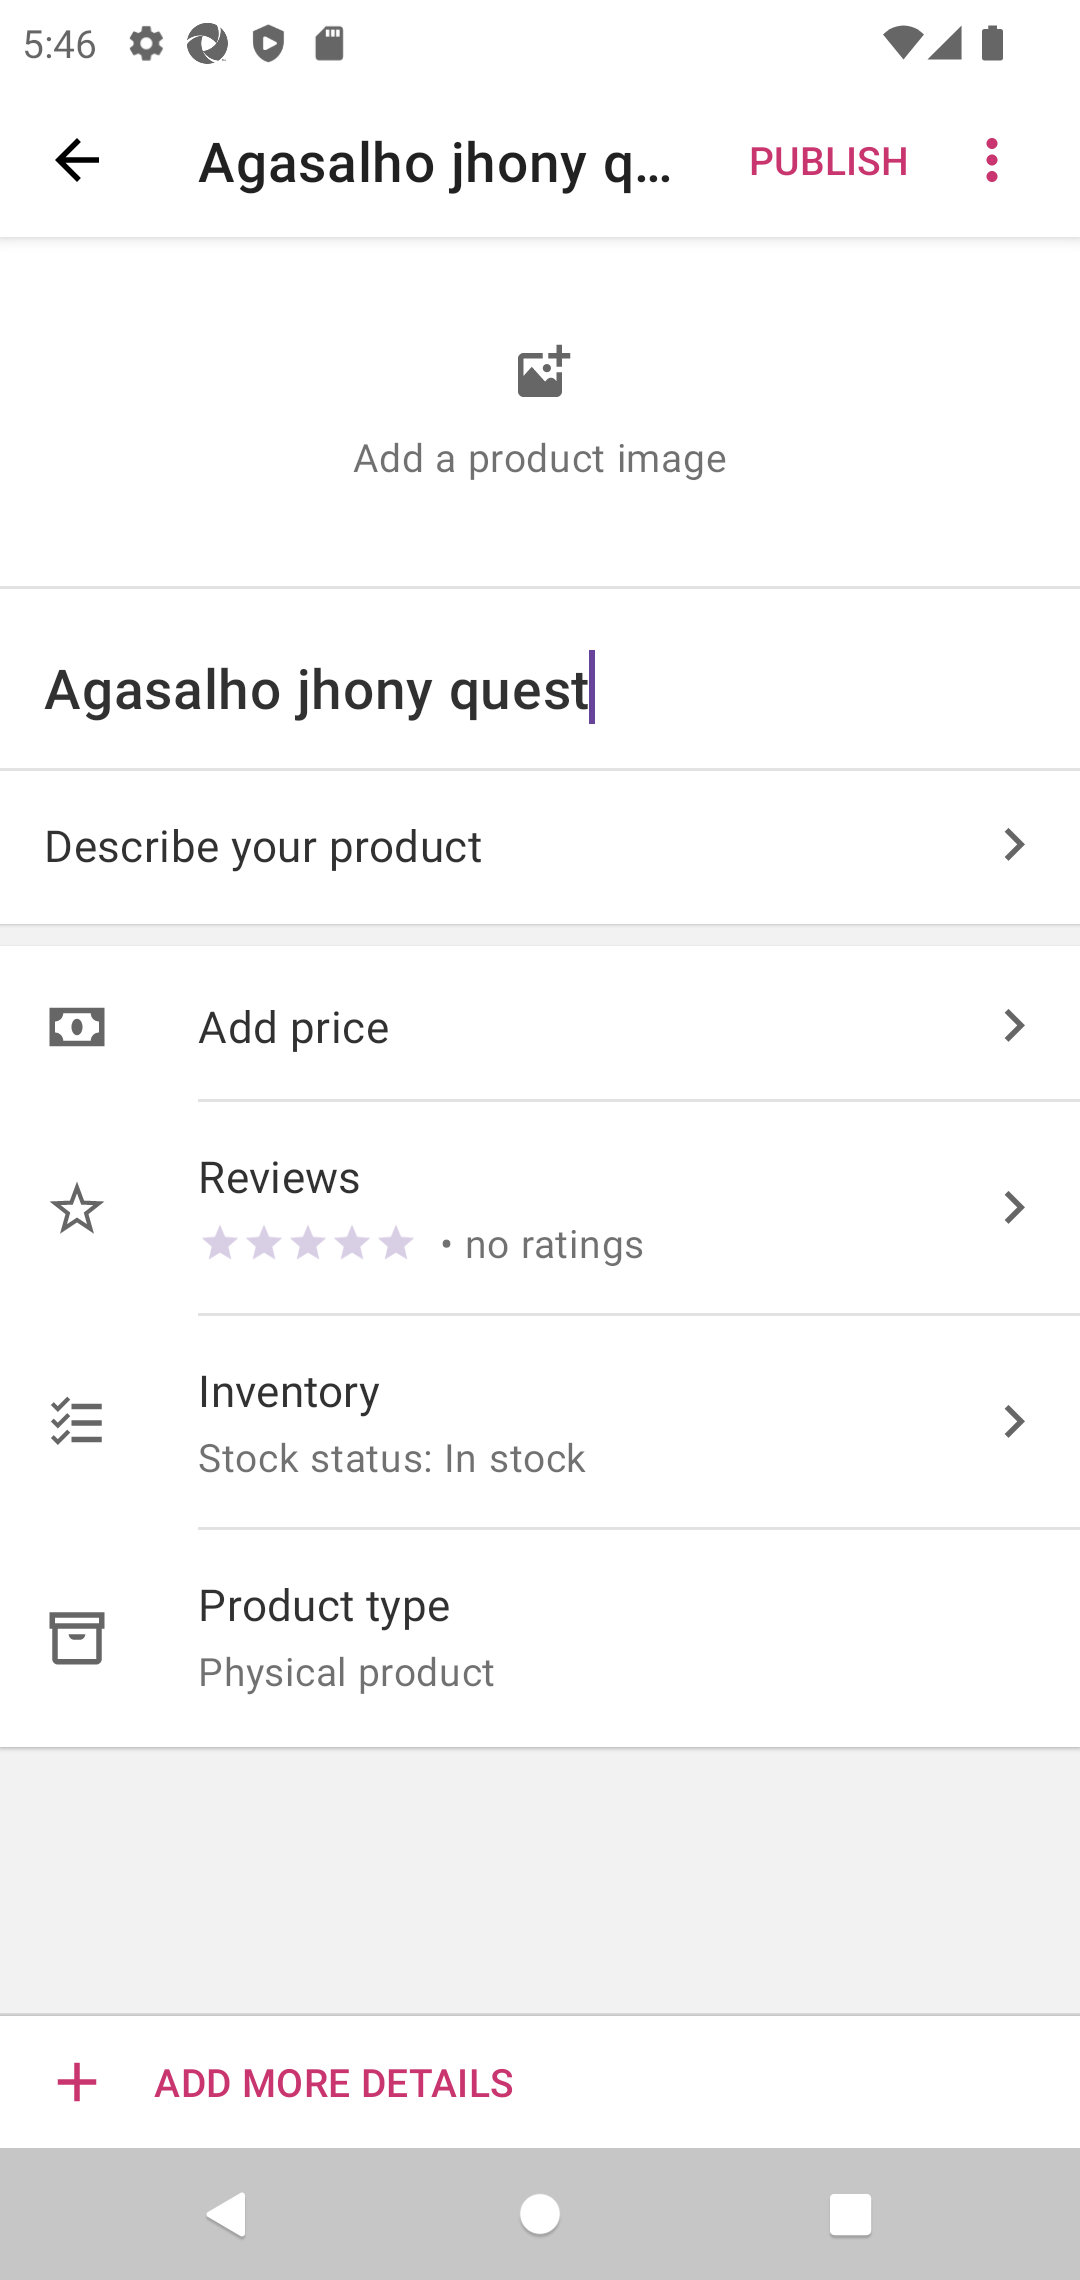 5:46
Agasalho jhony q...
PUBLISH
Add a product image
Agasalho jhony quest
Describe your product
Add price
Reviews
• no ratings
Inventory
Stock status: In stock
Product type
Physical product
ADD MORE DETAILS